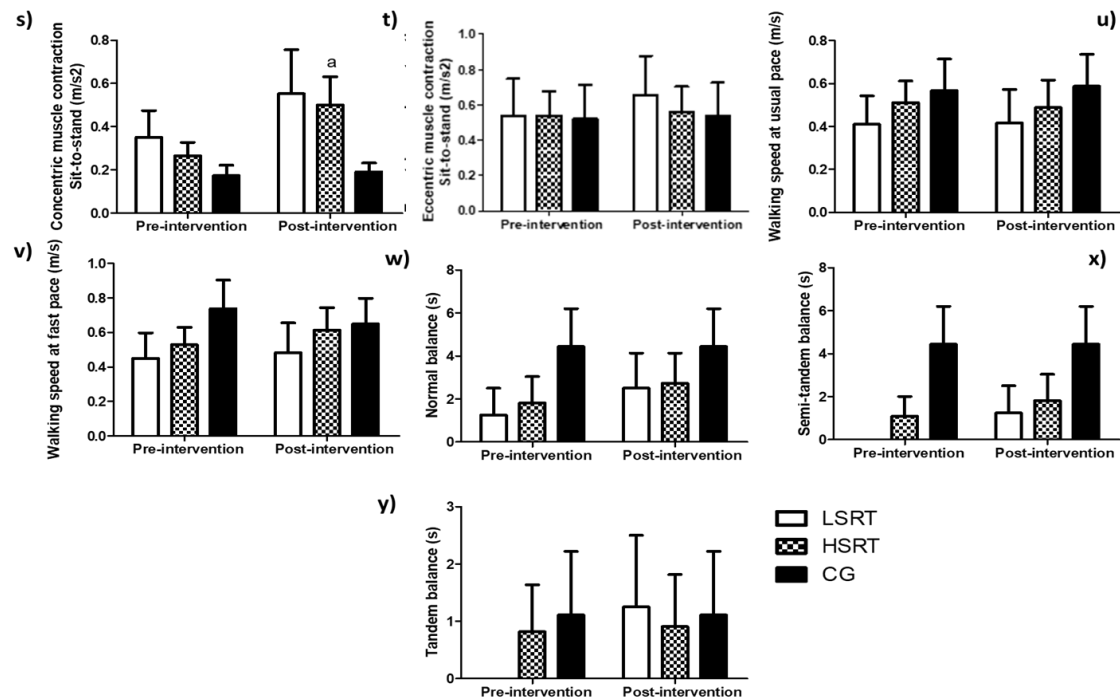 s)
Concentric muscle contraction
Sit-to-stand (m/s2)
0.8
0.6
0.4
0.2
0.0
a
Pre-intervention
Post-intervention
t)
Eccentric muscle contraction
Sit-to-stand (m/s2)
1.0
0.8
0.6
0.4
0.2
0.0
Pre-intervention
Post-intervention
u)
Walking speed at usual pace (m/s)
0.8
0.6
0.4
0.2
0.0
Pre-intervention
Post-intervention
v)
Walking speed at fast pace (m/s)
1.0
0.8
0.6
0.4
0.2
0.0
Pre-intervention
Post-intervention
w)
Normal balance (s)
8
6
4
2
0
Pre-intervention
Post-intervention
x)
Semi-tandem balance (s)
8
6
4
2
0
Pre-intervention
Post-intervention
y)
Tandem balance (s)
3
2
1
0
Pre-intervention
Post-intervention
LSRT
HSRT
CG